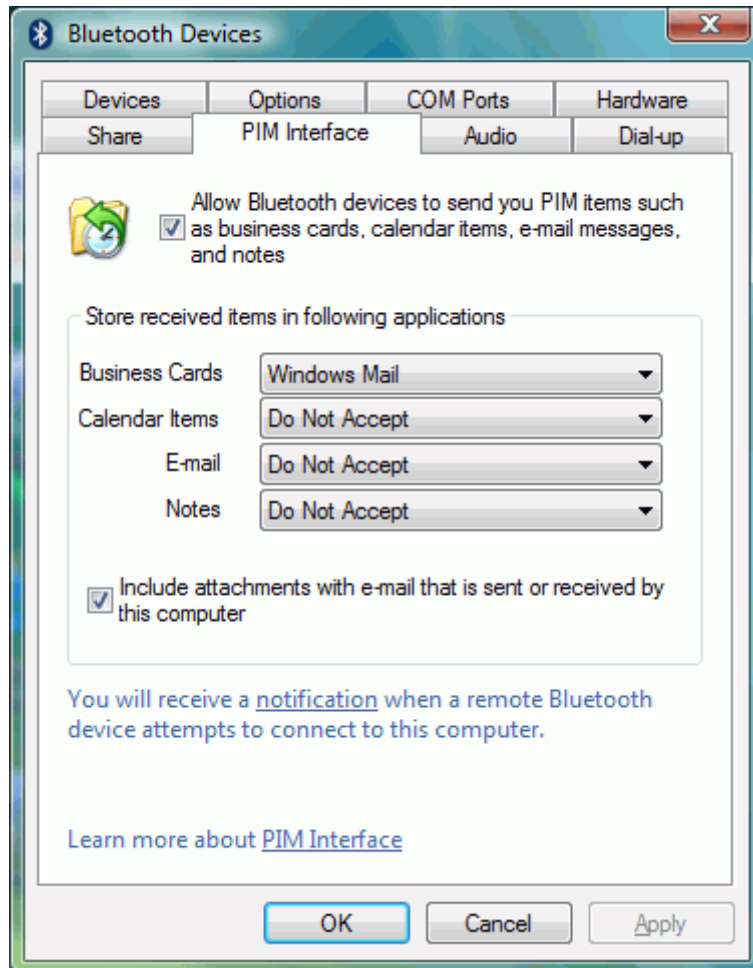 Bluetooth Devices
Devices Options COM Ports Hardware
Share PIM Interface Audio Dial-up
Allow Bluetooth devices to send you PIM items such
as business cards, calendar items, e-mail messages,
and notes
Store received items in following applications
Business Cards Windows Mail
Calendar Items Do Not Accept
E-mail Do Not Accept
Notes Do Not Accept
Include attachments with e-mail that is sent or received by
this computer
You will receive a notification when a remote Bluetooth
device attempts to connect to this computer.
Learn more about PIM Interface
OK Cancel Apply